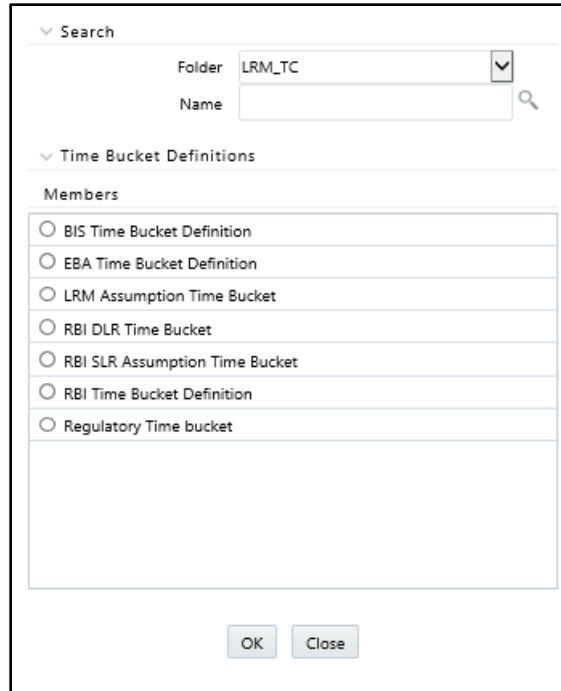 Search
Folder LRM_TC
Name
Time Bucket Definitions
Members
BIS Time Bucket Definition
EBA Time Bucket Definition
LRM Assumption Time Bucket
RBI DLR Time Bucket
RBI SLR Assumption Time Bucket
RBI Time Bucket Definition
Regulatory Time bucket
OK Close